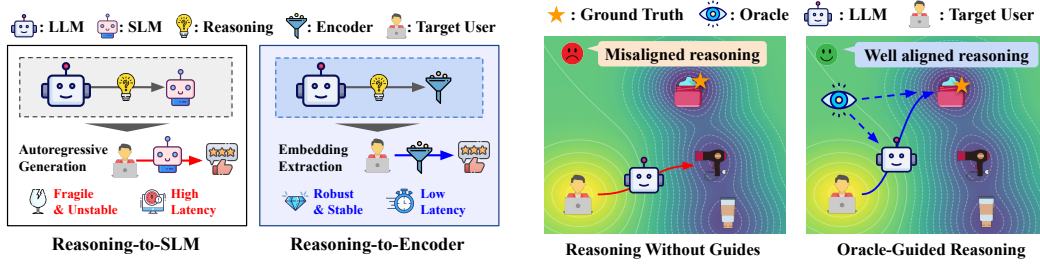 : LLM : SLM : Reasoning : Encoder : Target User
Autoregressive
Generation
Fragile
& Unstable
High
Latency
Reasoning-to-SLM
Embedding
Extraction
Robust
& Stable
Low
Latency
Reasoning-to-Encoder
: Ground Truth : Oracle : LLM : Target User
Misaligned reasoning
Reasoning Without Guides
Well aligned reasoning
Oracle-Guided Reasoning